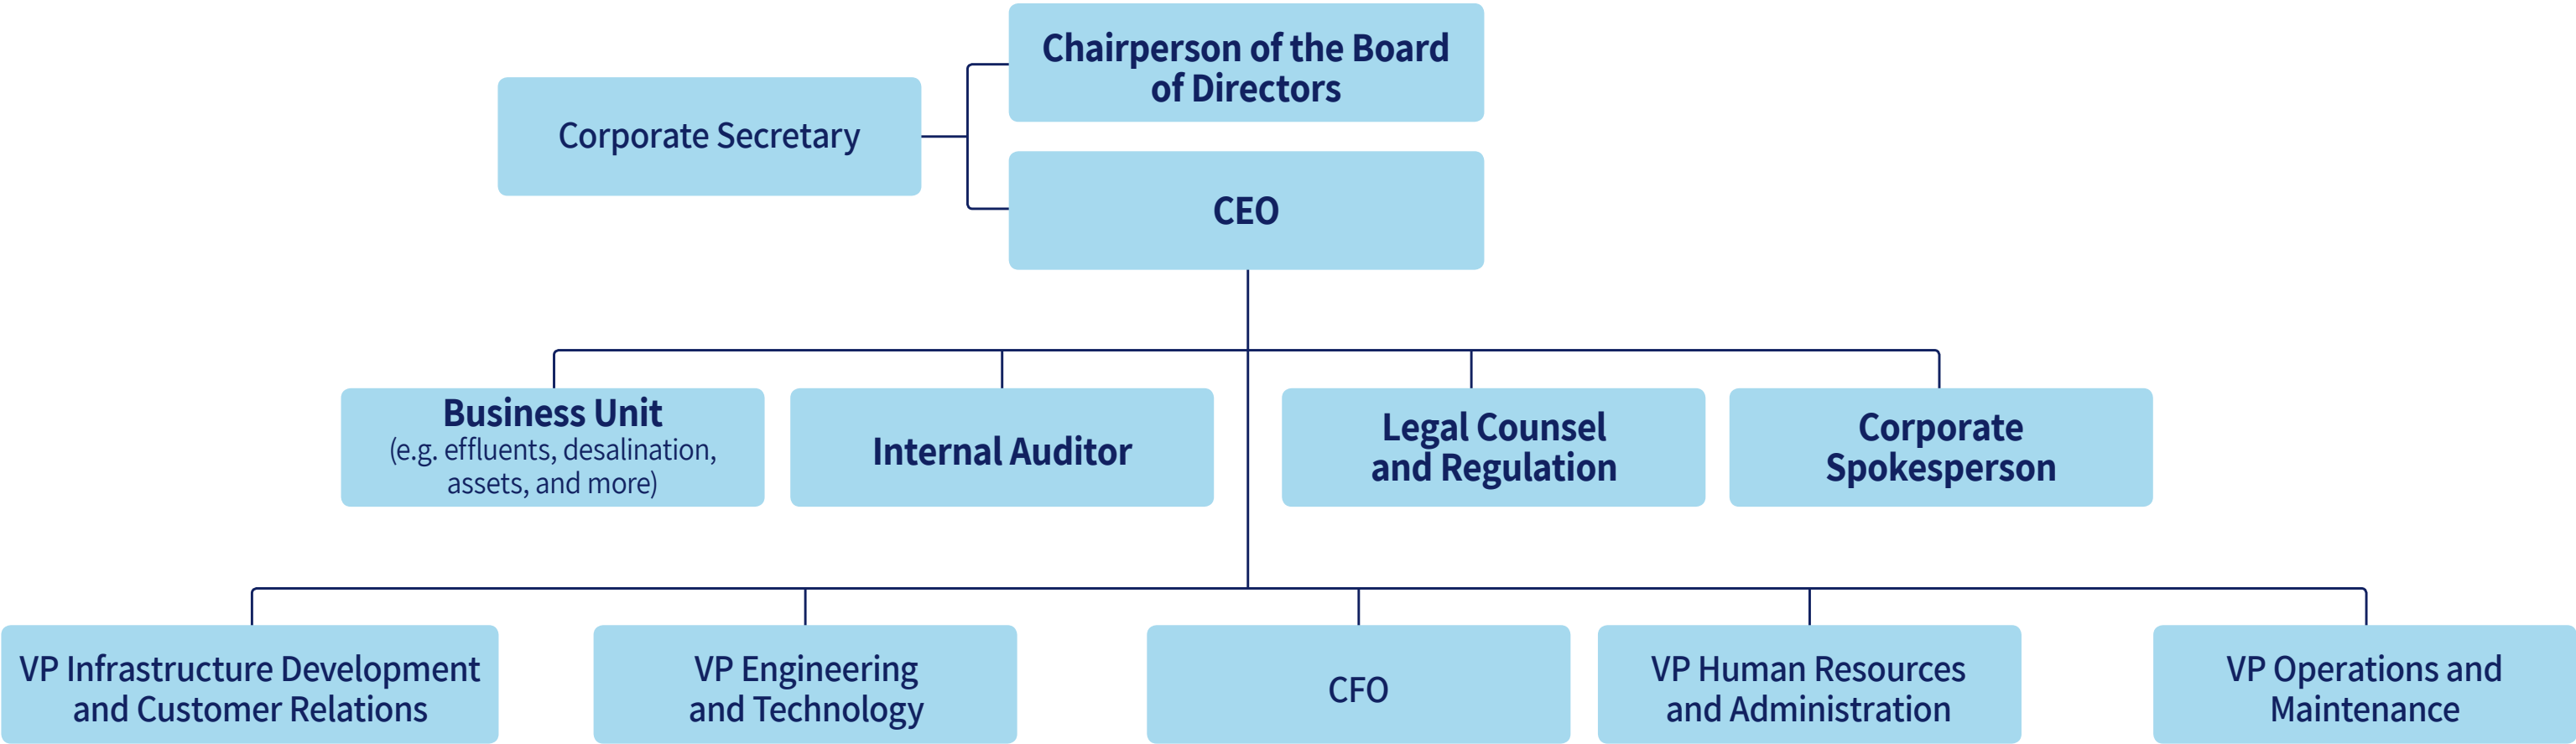 Chairperson of the Board
of Directors
Corporate Secretary
CEO
Business Unit
(e.g. effluents, desalination,
assets, and more)
Internal Auditor
Legal Counsel
and Regulation
Corporate
Spokesperson
VP Infrastructure Development
and Customer Relations
VP Engineering
and Technology
CFO
VP Human Resources
and Administration
VP Operations and
Maintenance